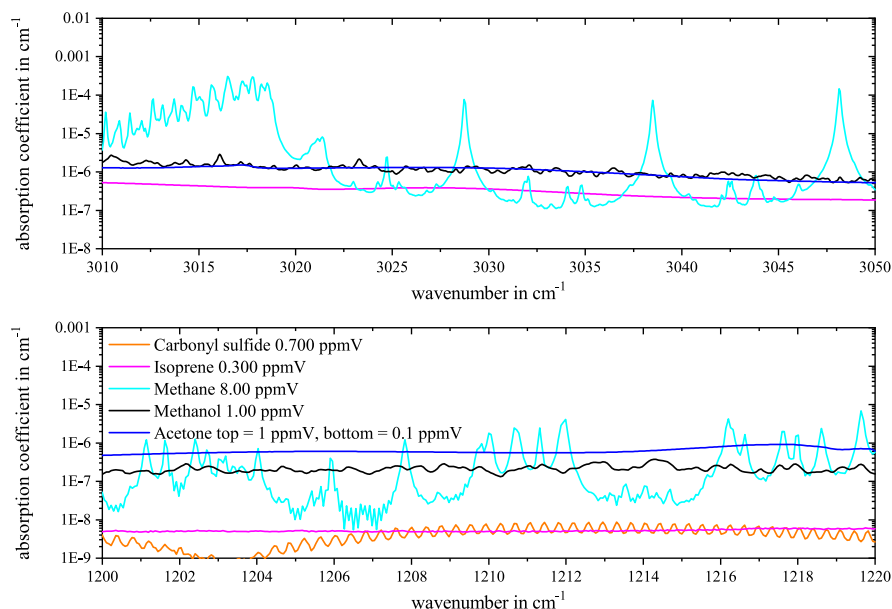 0.01
0.001
1E-4
1E-5
1E-6
1E-7
1E-8
absorption coefficient in cm-1
3010 3015 3020 3025 3030 3035 3040 3045 3050
wavenumber in cm-1
0.001
1E-4
1E-5
1E-6
1E-7
1E-8
1E-9
absorption coefficient in cm-1
Carbonyl sulfide 0.700 ppmV
Isoprene 0.300 ppmV
Methane 8.00 ppmV
Methanol 1.00 ppmV
Acetone top = 1 ppmV, bottom = 0.1 ppmV
1200 1202 1204 1206 1208 1210 1212 1214 1216 1218 1220
wavenumber in cm-1